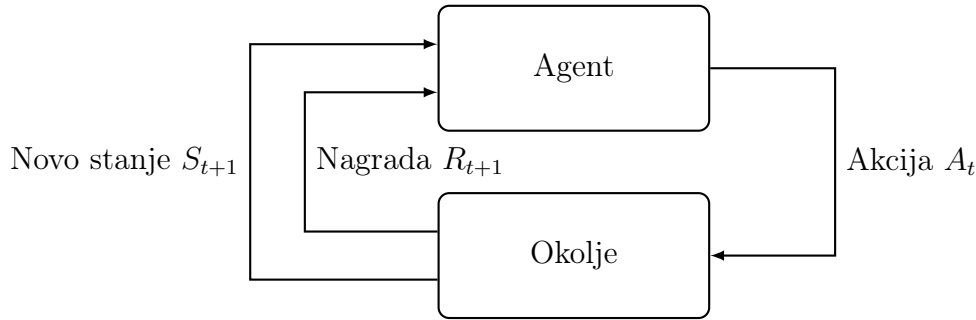 Agent
Novo stanje $S_{t+1}$
Nagrada $R_{t+1}$
Akcija $A_t$
Okolje